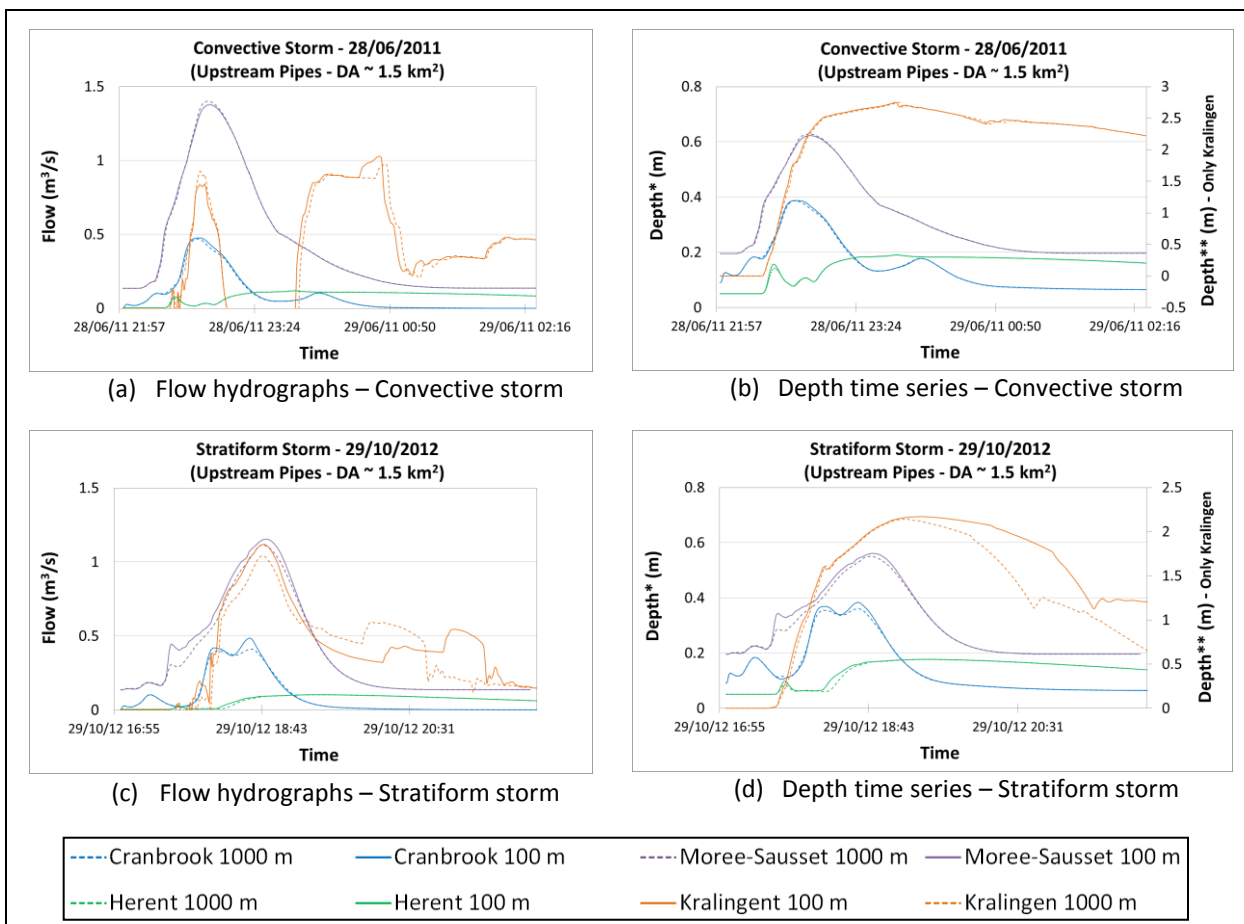 Convective Storm - 28/06/2011
(Upstream Pipes - DA ~ 1.5 km²)
1.5
1
0.5
0
Flow (m³/s)
28/06/11 21:57
28/06/11 23:24
29/06/11 00:50
29/06/11 02:16
Time
(a) Flow hydrographs – Convective storm
Convective Storm - 28/06/2011
(Upstream Pipes - DA ~ 1.5 km²)
0.8
0.6
0.4
0.2
0
Depth* (m)
3
2.5
2
1.5
1
0.5
0
-0.5
Depth** (m) - Only Kralingen
28/06/11 21:57
28/06/11 23:24
29/06/11 00:50
29/06/11 02:16
Time
(b) Depth time series – Convective storm
Stratiform Storm - 29/10/2012
(Upstream Pipes - DA ~ 1.5 km²)
1.5
1
0.5
0
Flow (m³/s)
29/10/12 16:55
29/10/12 18:43
29/10/12 20:31
Time
(c) Flow hydrographs – Stratiform storm
Stratiform Storm - 29/10/2012
(Upstream Pipes - DA ~ 1.5 km²)
0.8
0.6
0.4
0.2
0
Depth* (m)
2.5
2
1.5
1
0.5
0
Depth** (m) - Only Kralingen
29/10/12 16:55
29/10/12 18:43
29/10/12 20:31
Time
(d) Depth time series – Stratiform storm
Cranbrook 1000 m
Cranbrook 100 m
Moree-Sausset 1000 m
Moree-Sausset 100 m
Herent 1000 m
Herent 100 m
Kralingent 100 m
Kralingen 1000 m